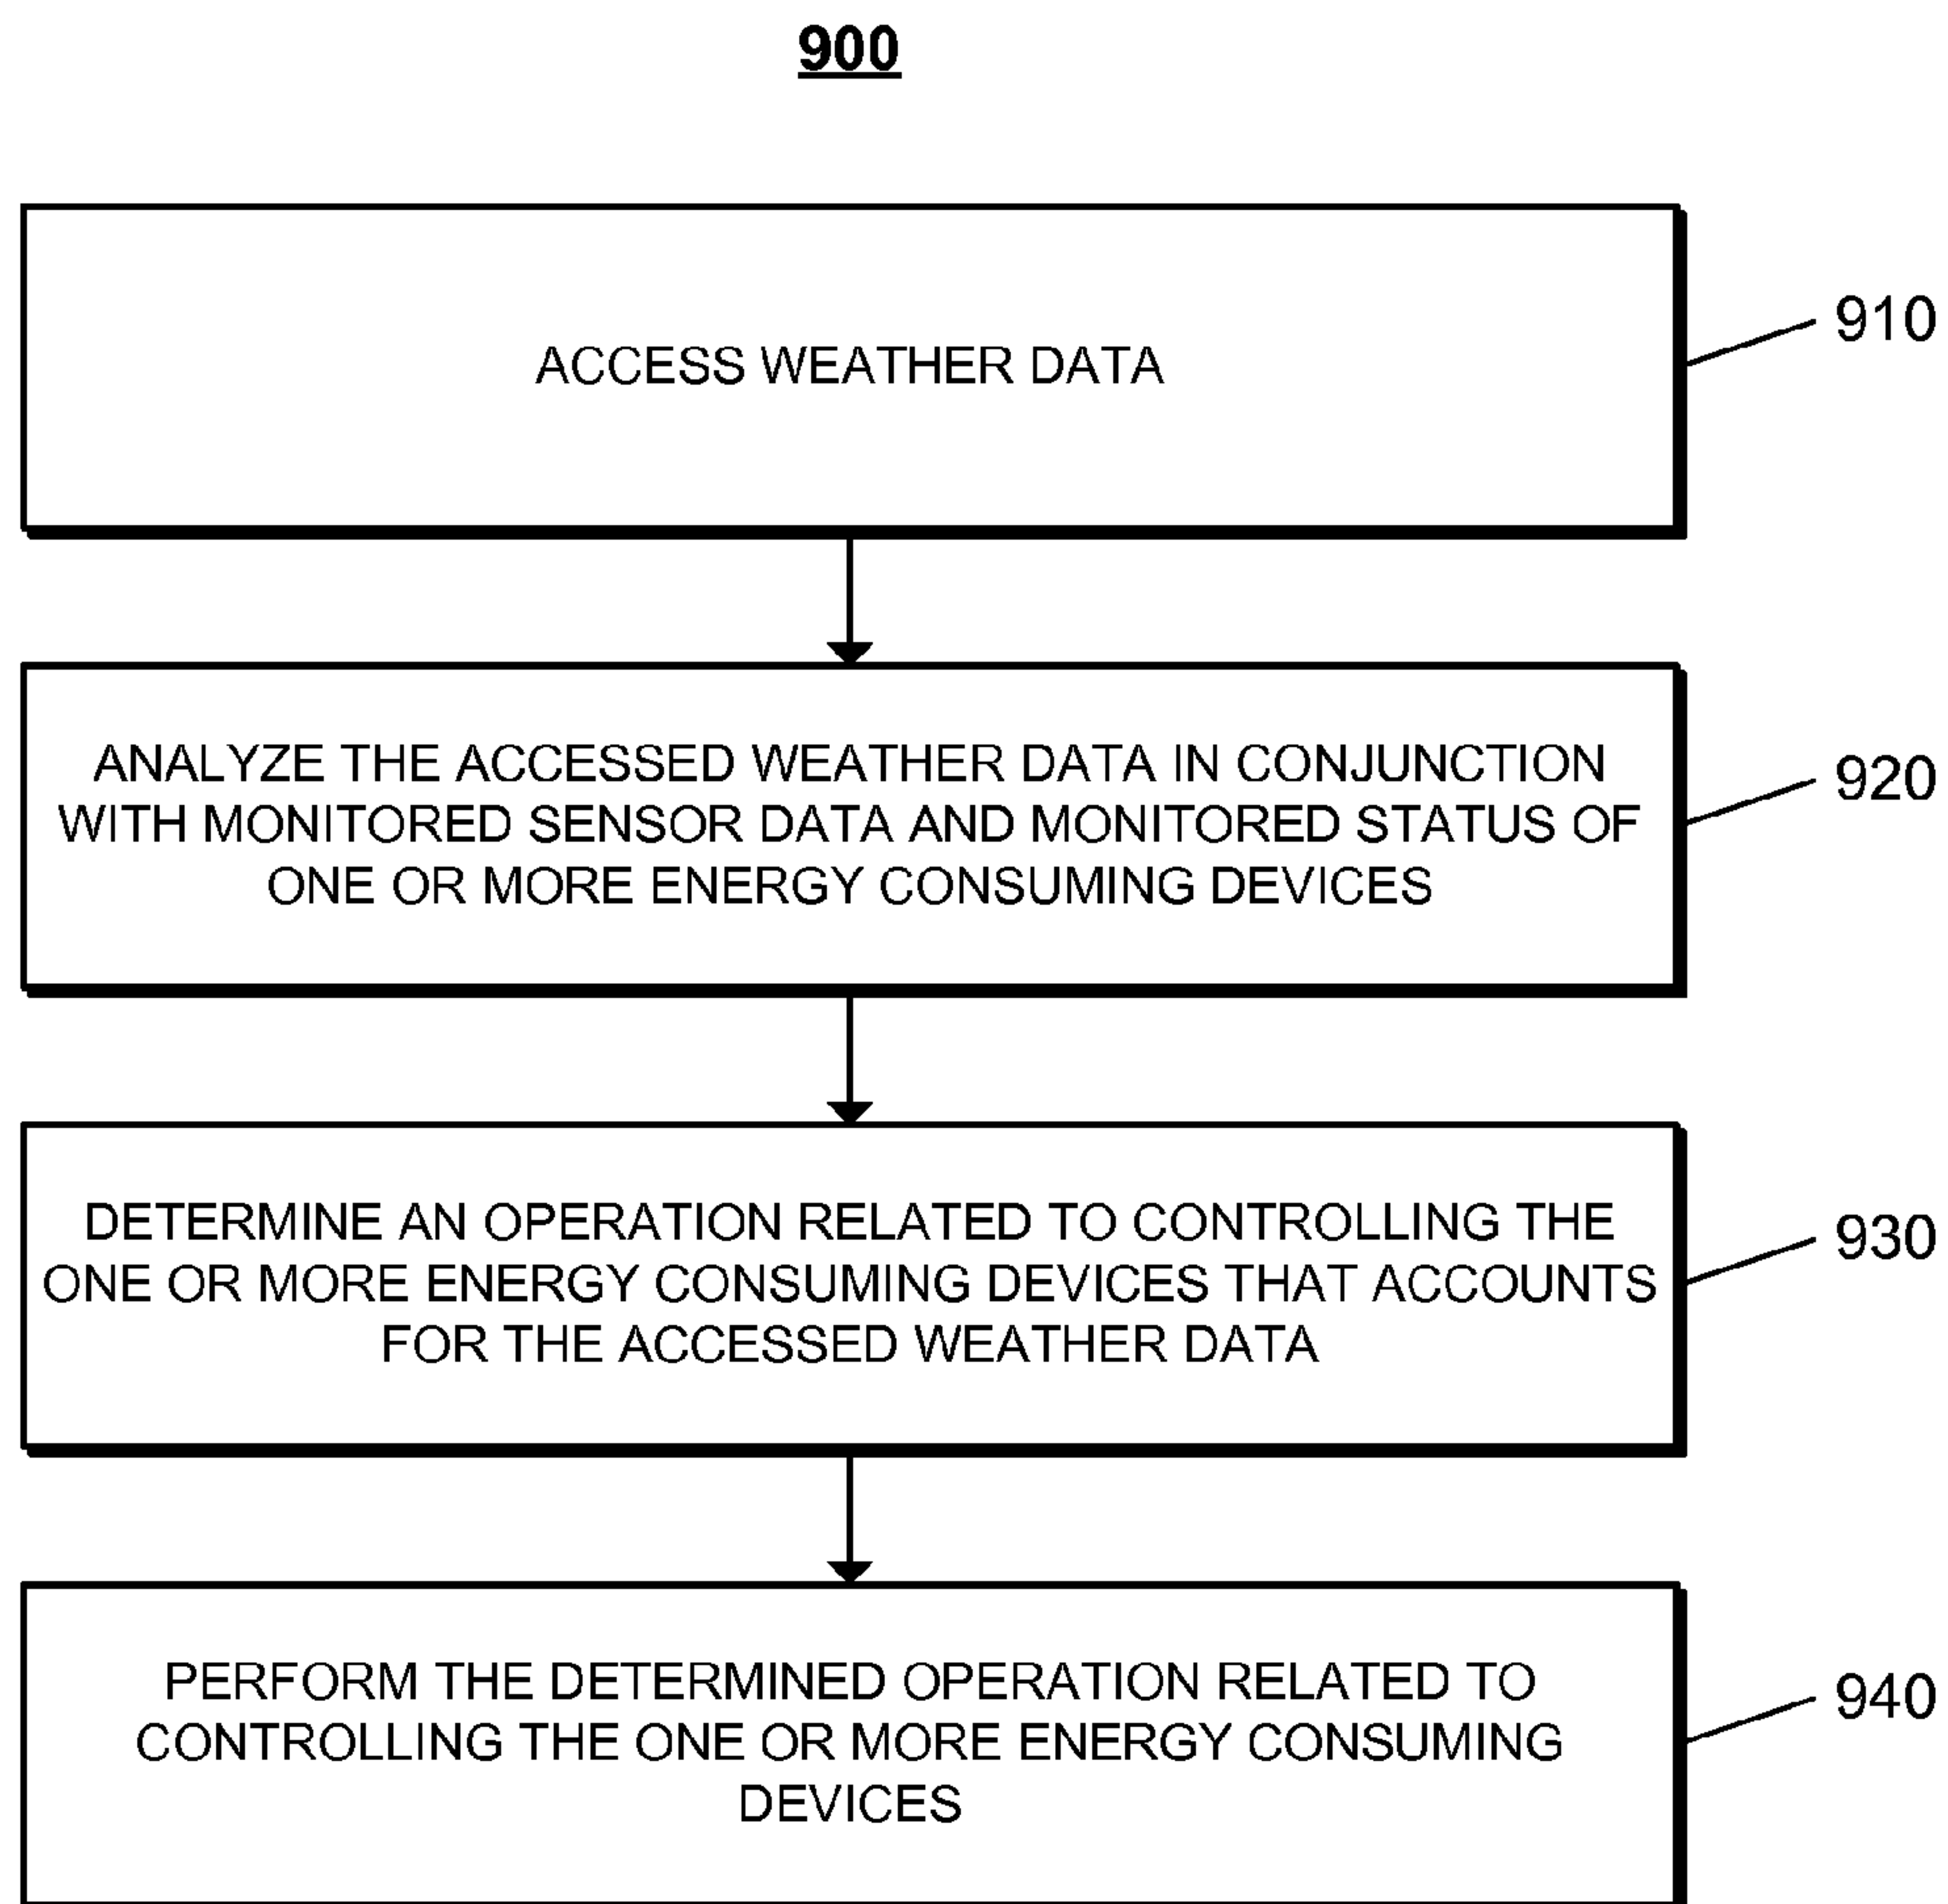 900
ACCESS WEATHER DATA
910
ANALYZE THE ACCESSED WEATHER DATA IN CONJUNCTION
WITH MONITORED SENSOR DATA AND MONITORED STATUS OF
ONE OR MORE ENERGY CONSUMING DEVICES
920
DETERMINE AN OPERATION RELATED TO CONTROLLING THE
ONE OR MORE ENERGY CONSUMING DEVICES THAT ACCOUNTS
FOR THE ACCESSED WEATHER DATA
930
PERFORM THE DETERMINED OPERATION RELATED TO
CONTROLLING THE ONE OR MORE ENERGY CONSUMING
DEVICES
940